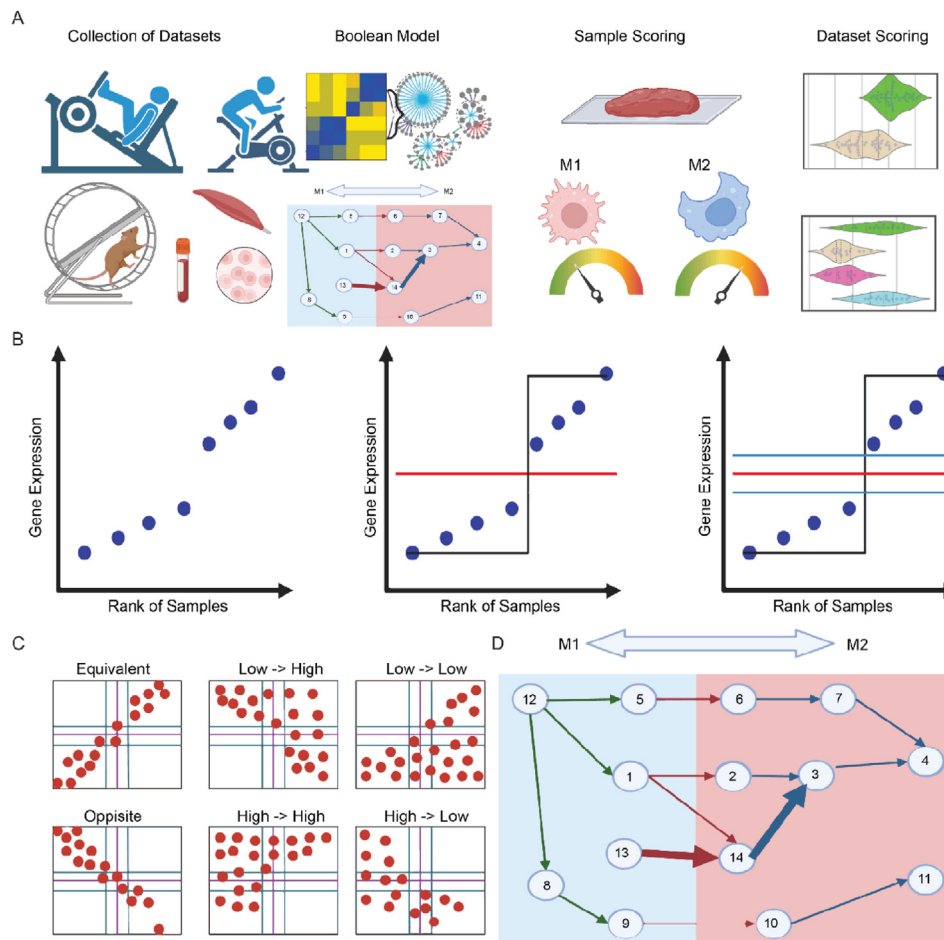 A
Collection of Datasets
Boolean Model
Sample Scoring
Dataset Scoring
M1
M2
M1
M2
12
5
6
7
1
2
3
4
13
14
8
9
10
11
B
Gene Expression
Rank of Samples
Gene Expression
Rank of Samples
Gene Expression
Rank of Samples
C
Equivalent
Low -> High
Low -> Low
Oppisite
High -> High
High -> Low
D
M1
M2
12
5
6
7
1
2
3
4
13
14
8
9
10
11